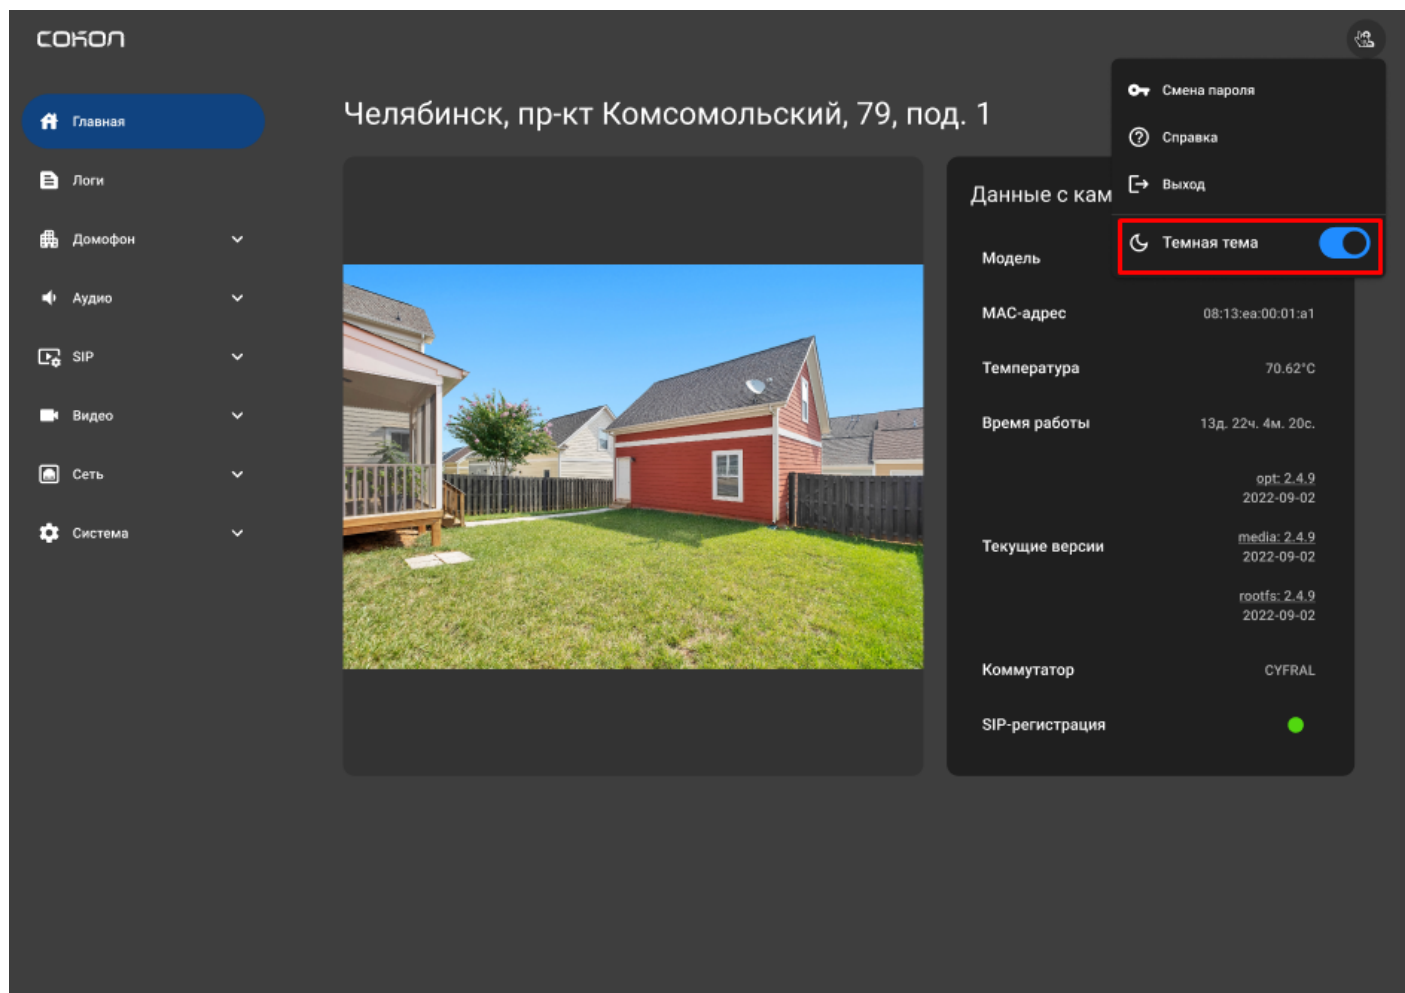 СОКОЛ
Смена пароля
Справка
Выход
Темная тема
Главная
Логи
Домофон
Аудио
SIP
Видео
Сеть
Система
Челябинск, пр-кт Комсомольский, 79, под. 1
Данные с кам
Модель
MAC-адрес 08:13:ea:00:01:a1
Температура 70.62°C
Время работы 13д. 22ч. 4м. 20с.
Текущие версии
opt: 2.4.9
2022-09-02
media: 2.4.9
2022-09-02
rootfs: 2.4.9
2022-09-02
Коммутатор CYFRAL
SIP-регистрация